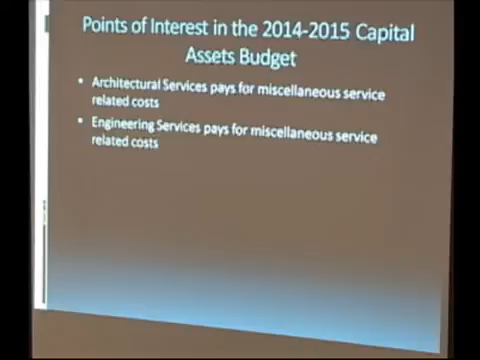 Points of Interest in the 2014-2015 Capital
Assets Budget
• Architectural Services pays for miscellaneous service
related costs
• Engineering Services pays for miscellaneous service
related costs